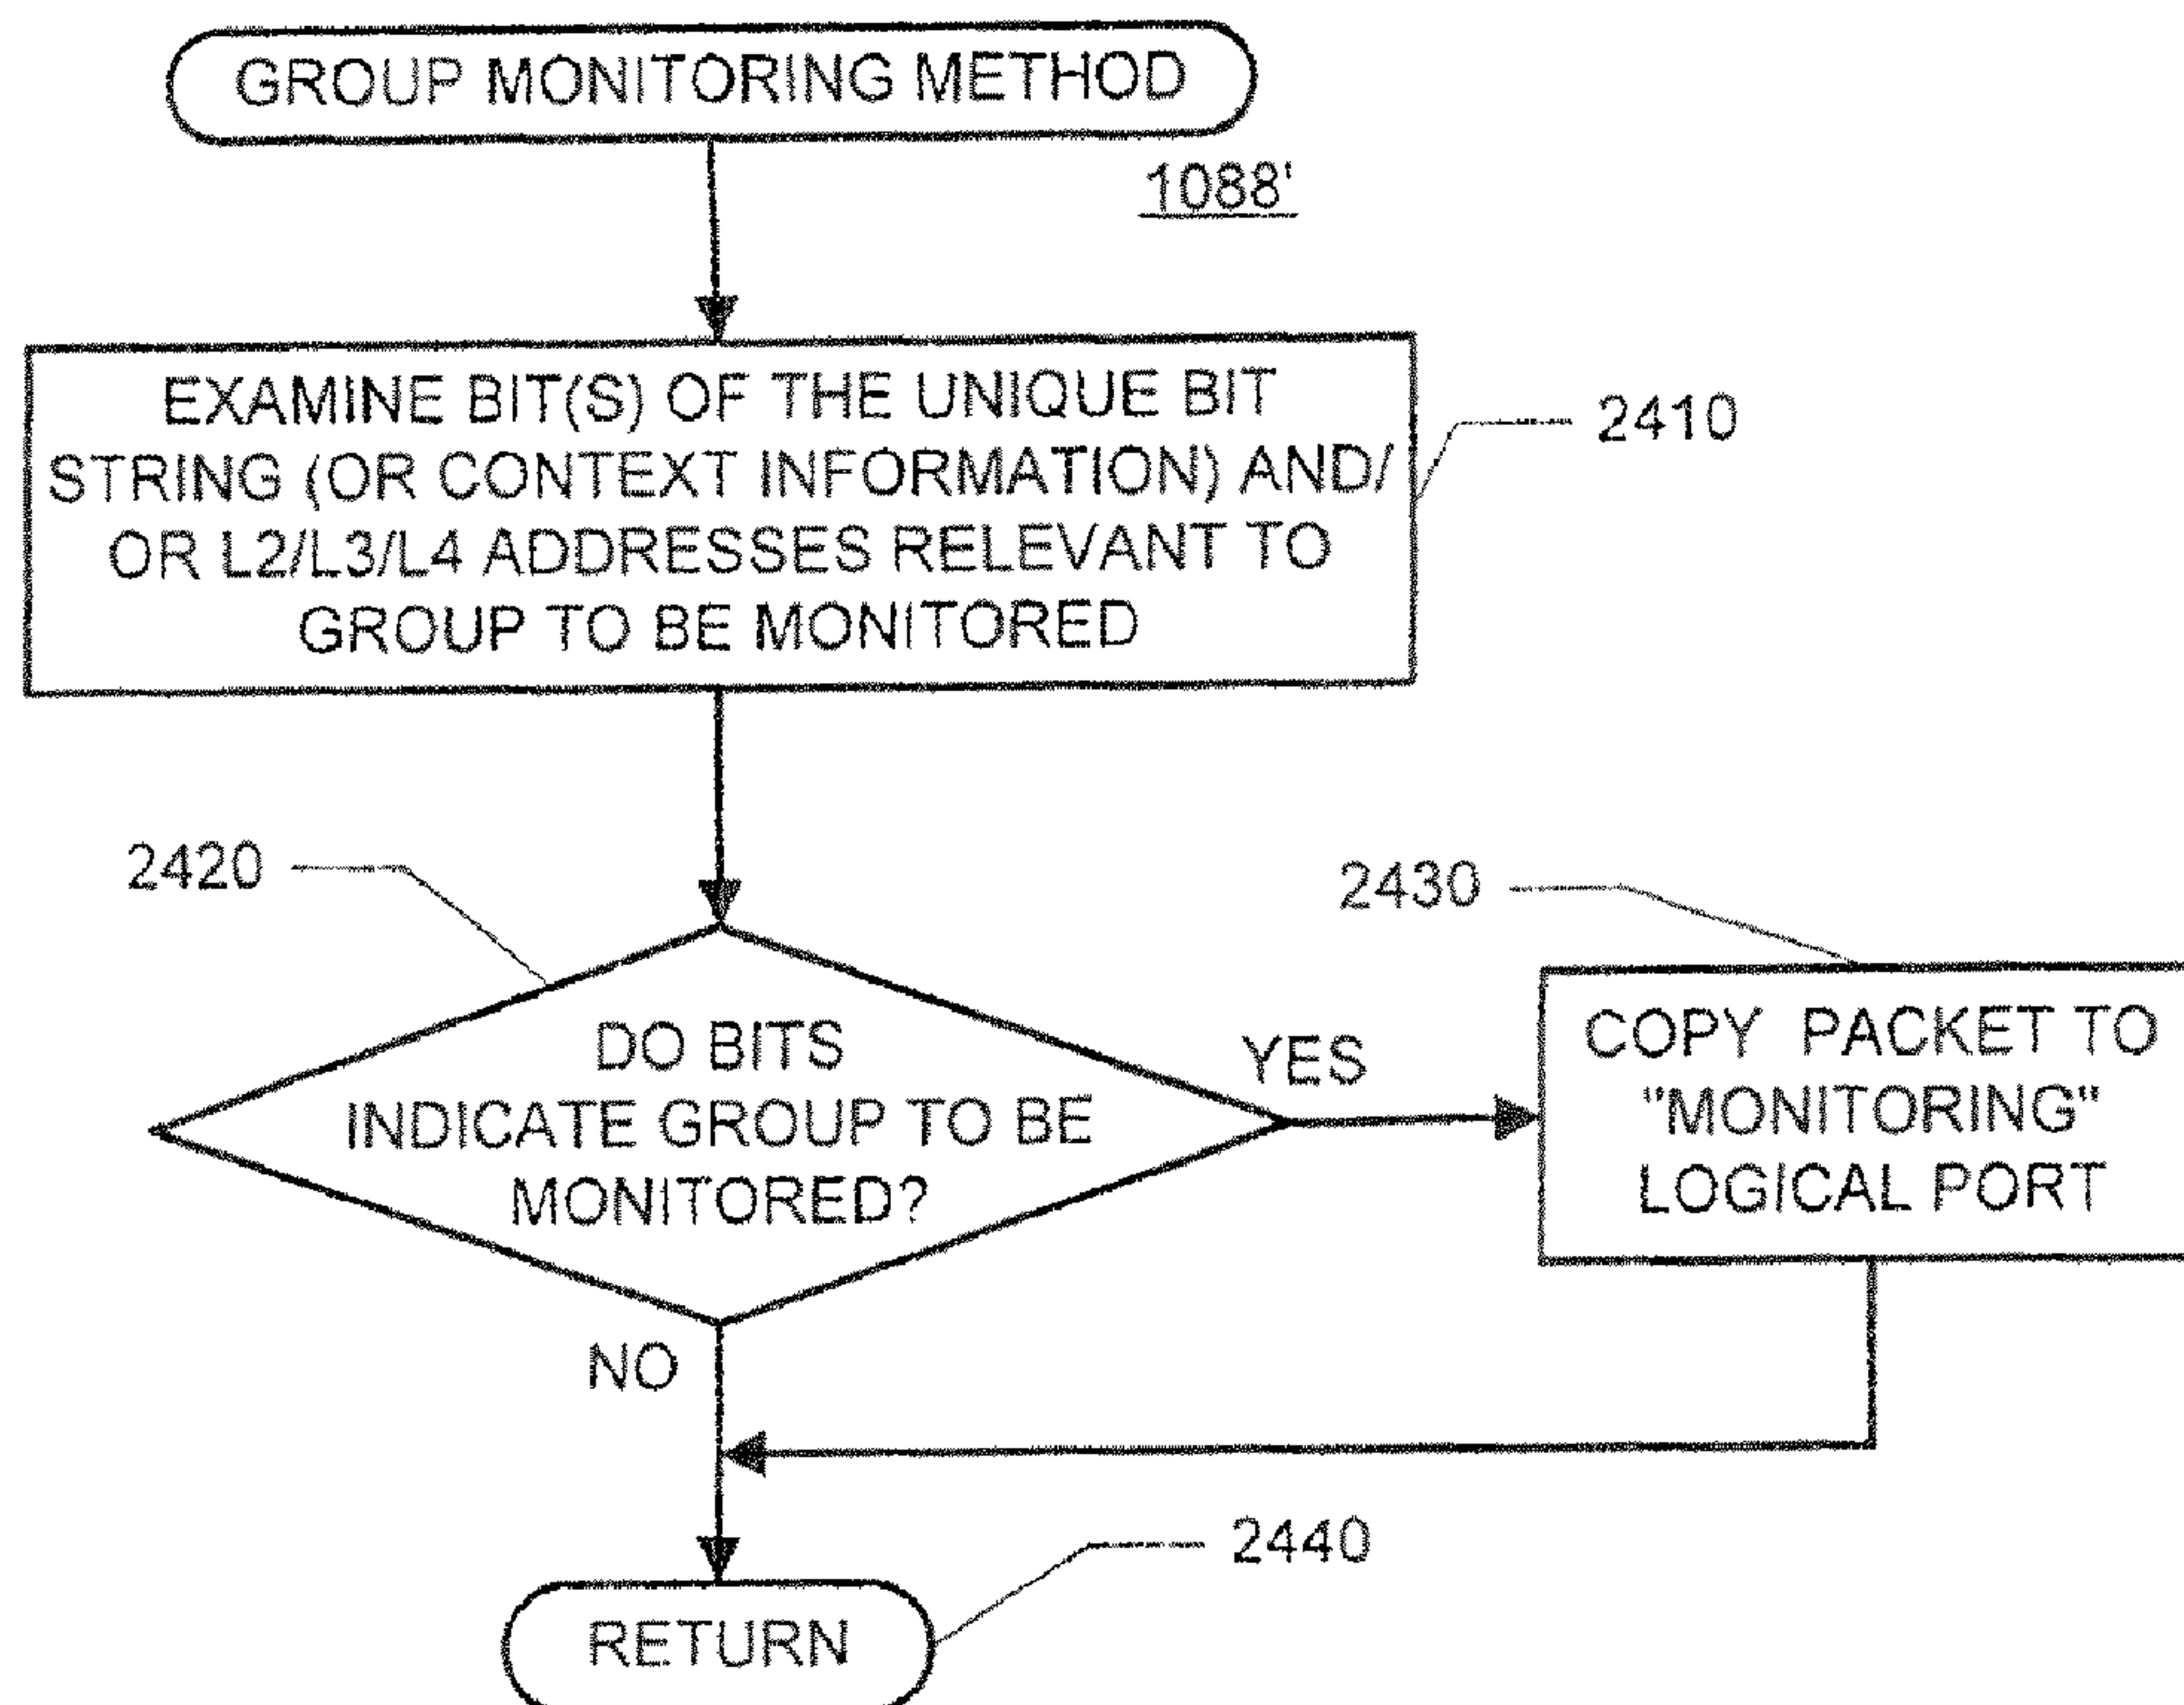 GROUP MONITORING METHOD
1088'
EXAMINE BIT(S) OF THE UNIQUE BIT
STRING (OR CONTEXT INFORMATION) AND/
OR L2/L3/L4 ADDRESSES RELEVANT TO
GROUP TO BE MONITORED
2410
2420
DO BITS
INDICATE GROUP TO BE
MONITORED?
YES
2430
COPY PACKET TO
"MONITORING"
LOGICAL PORT
NO
2440
RETURN